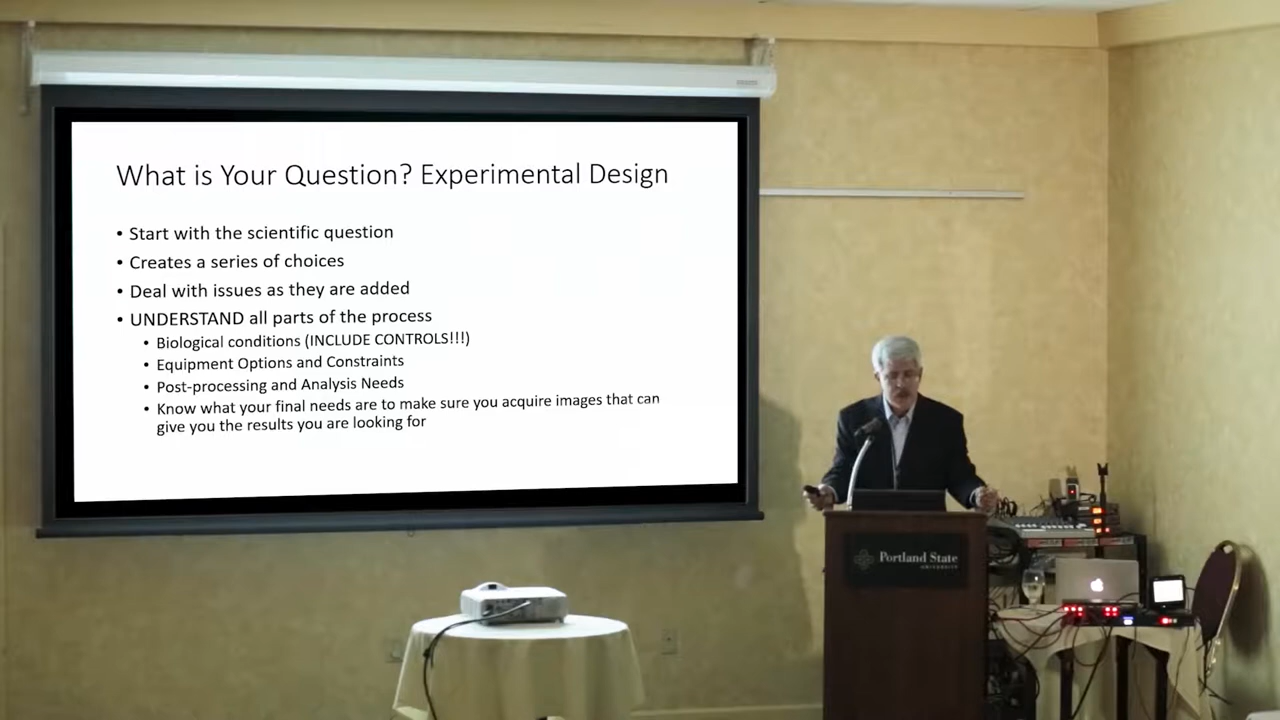 What is Your Question? Experimental Design
• Start with the scientific question
• Creates a series of choices
• Deal with issues as they are added
• UNDERSTAND all parts of the process
• Biological conditions (INCLUDE CONTROLS!!!)
• Equipment Options and Constraints
• Post-processing and Analysis Needs
• Know what your final needs are to make sure you acquire images that can
give you the results you are looking for
Portland State
UNIVERSITY